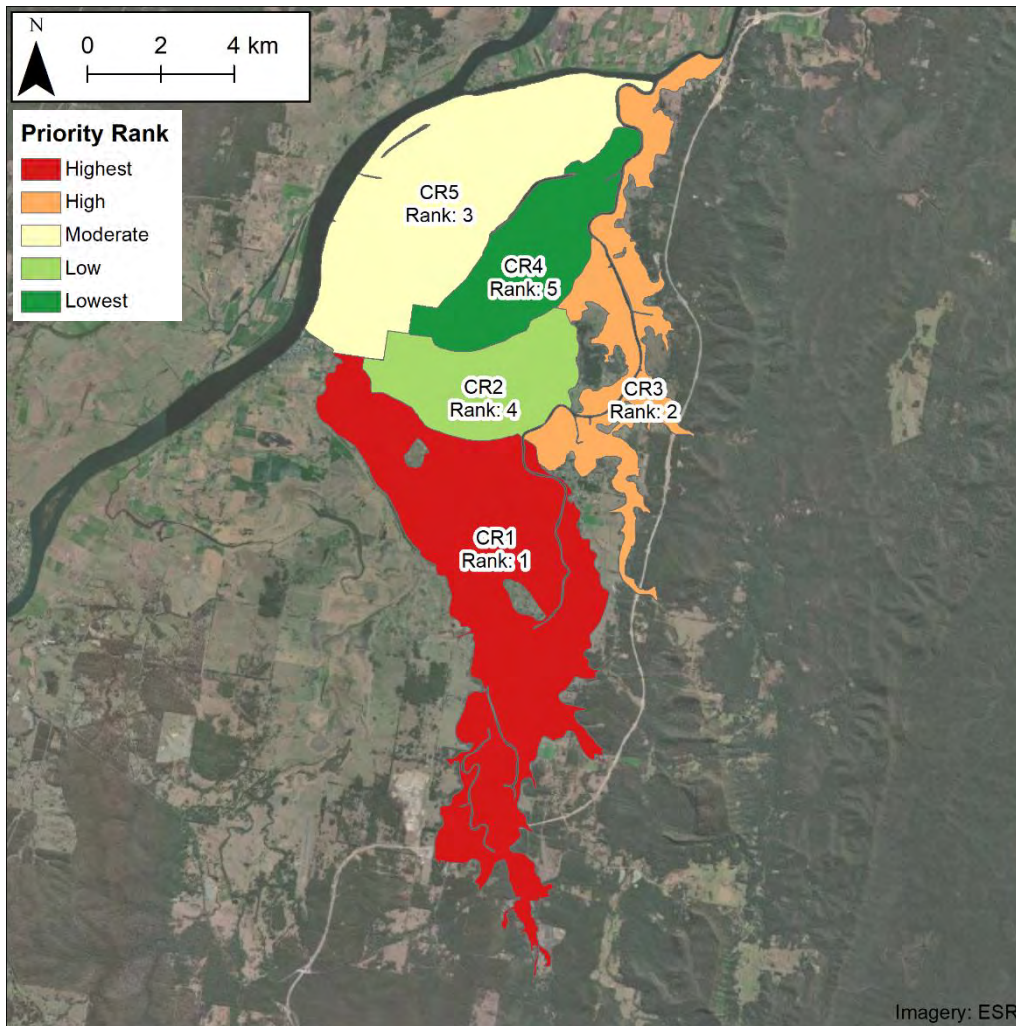 N
0 2 4 km
Priority Rank
Highest
High
Moderate
Low
Lowest
CR5
Rank: 3
CR4
Rank: 5
CR2
Rank: 4
CR3
Rank: 2
CR1
Rank: 1
Imagery: ESR